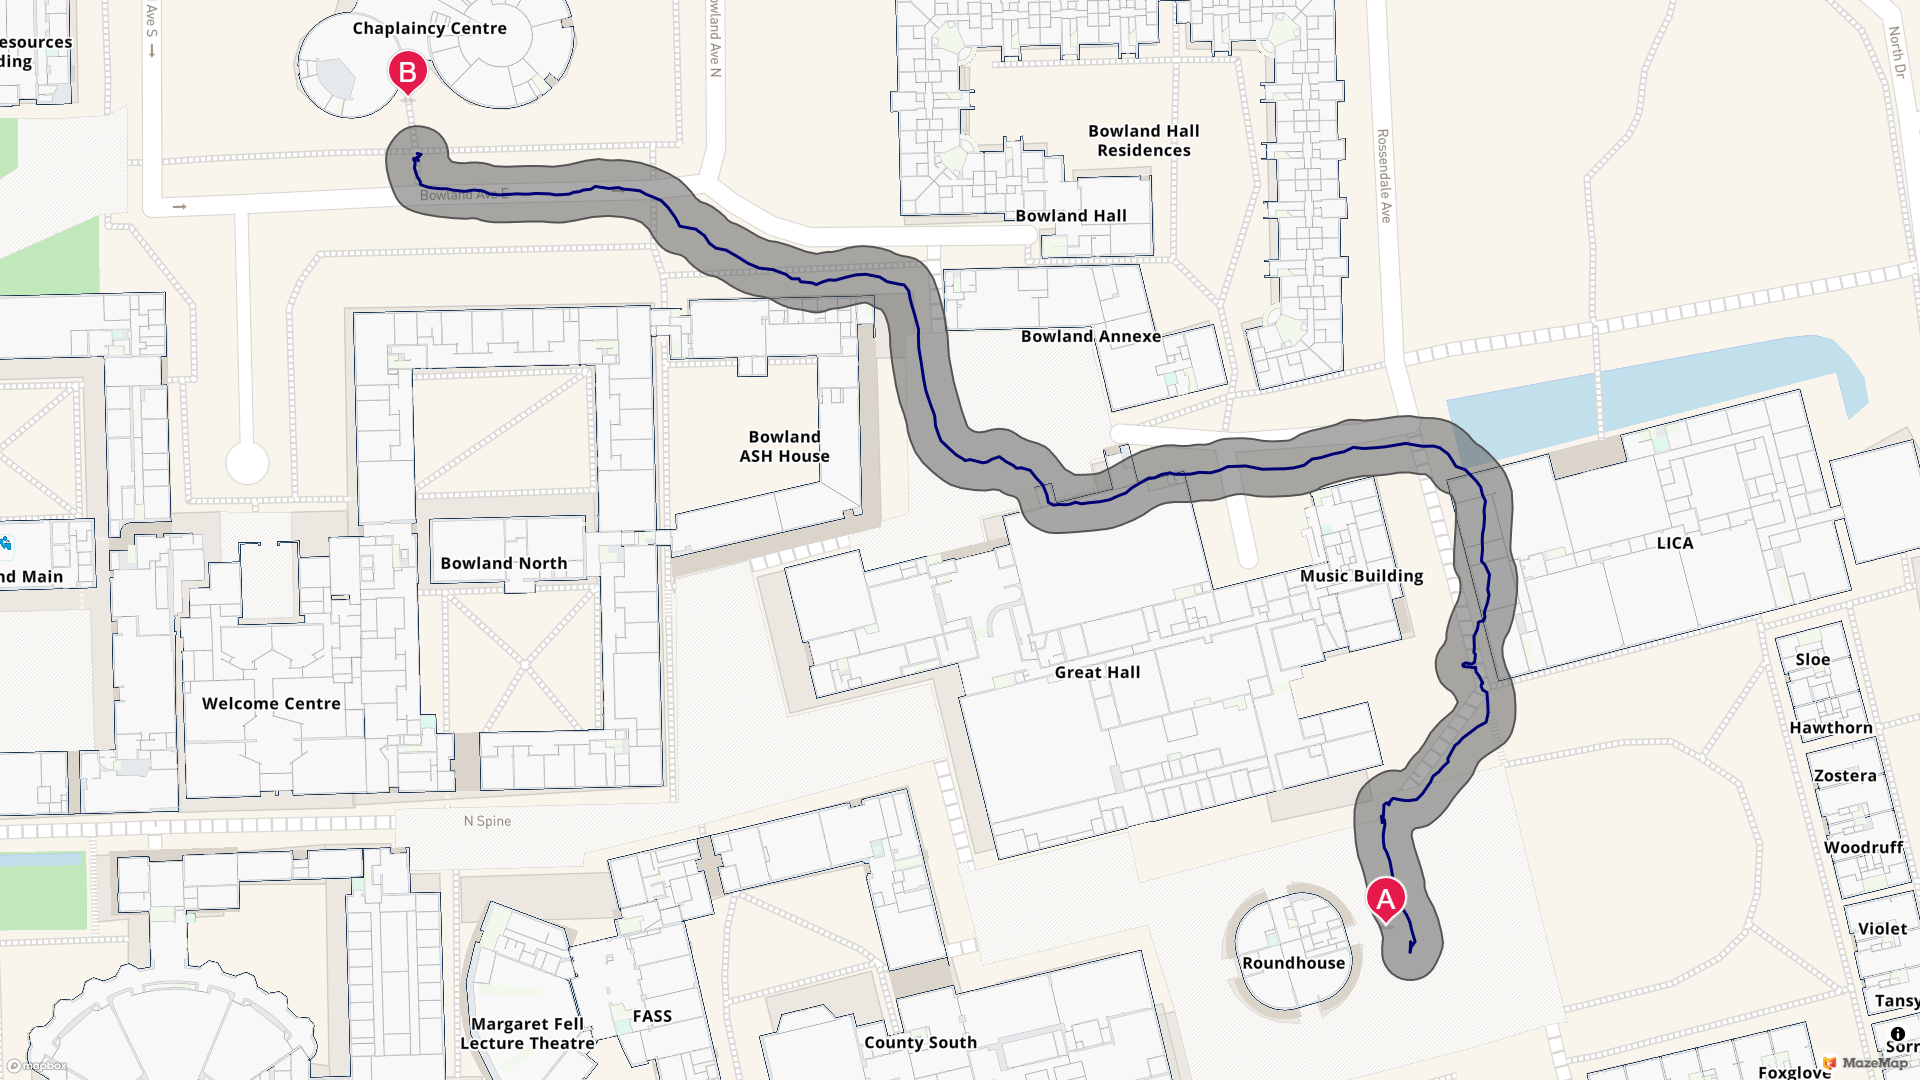 Chaplaincy Centre
Ave S
esources
ding
owland Ave N
North Dr
B
Bowland Hall
Residences
Rossendale Ave
Bowland Ave E
Bowland Hall
Bowland Annexe
Bowland
ASH House
LICA
Bowland North
nd Main
Music Building
Great Hall
Sloe
Welcome Centre
Hawthorn
Zostera
N Spine
Woodruff
A
Violet
Roundhouse
Tansy
Margaret Fell
Lecture Theatre
FASS
County South
Sorr
Foxglove
mapbox
MazeMap